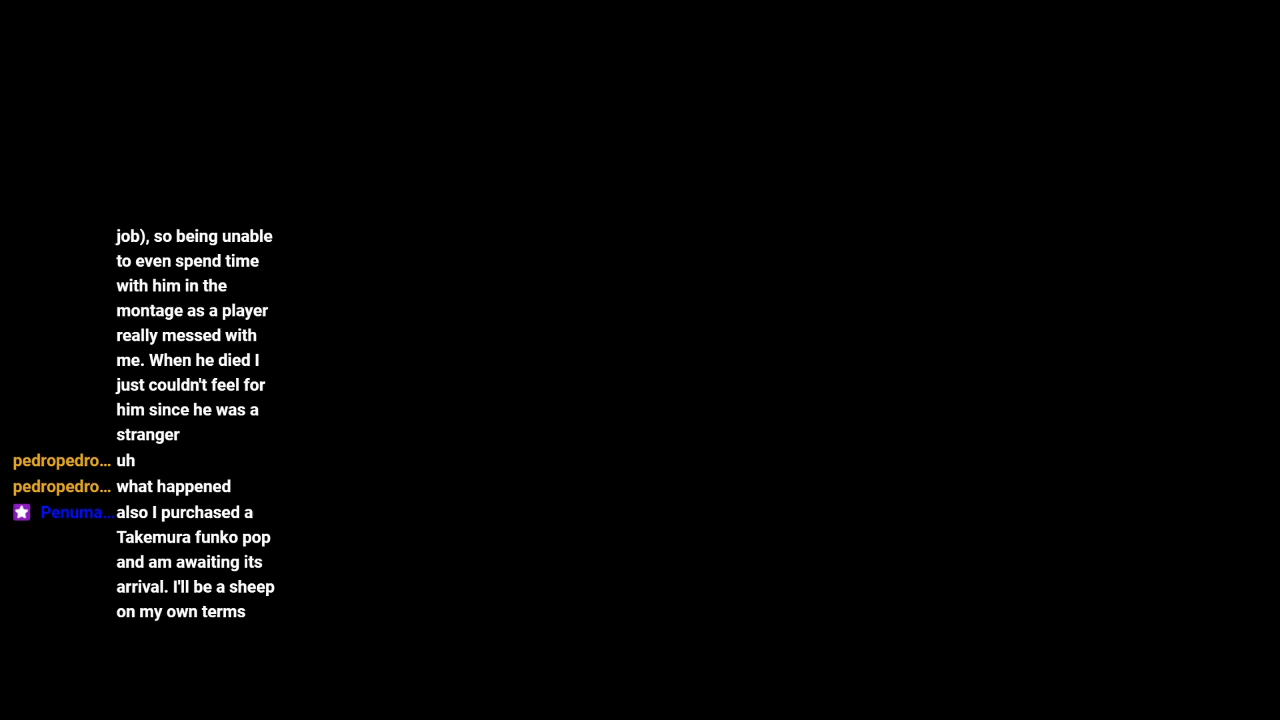 job), so being unable
to even spend time
with him in the
montage as a player
really messed with
me. When he died I
just couldn't feel for
him since he was a
stranger
pedropedro… uh
pedropedro… what happened
Penuma… also I purchased a
Takemura funko pop
and am awaiting its
arrival. I'll be a sheep
on my own terms